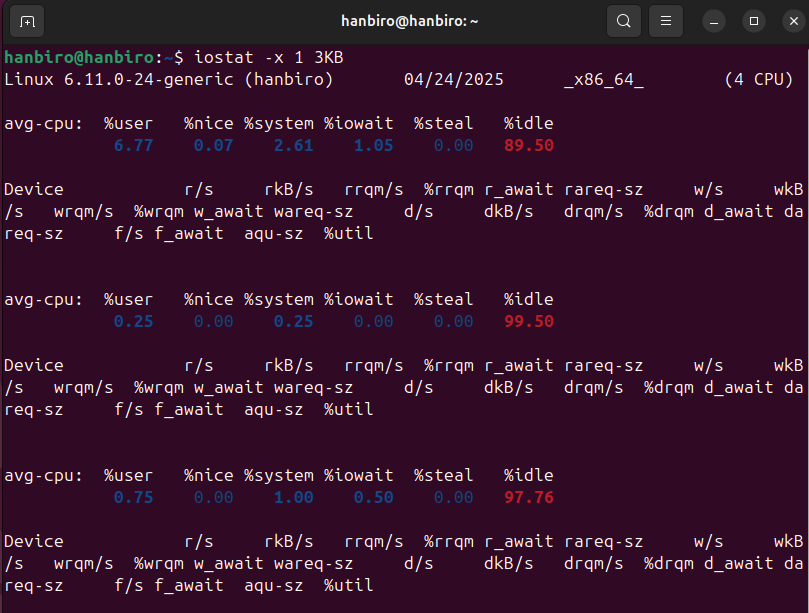 hanbiro@hanbiro: ~
hanbiro@hanbiro:~$ iostat -x 1 3KB
Linux 6.11.0-24-generic (hanbiro) 04/24/2025 _x86_64_ (4 CPU)
avg-cpu: %user %nice %system %iowait %steal %idle
6.77 0.07 2.61 1.05 0.00 89.50
Device r/s rkB/s rrqm/s %rrqm r_await rareq-sz w/s wkB
/s wrqm/s %wrqm w_await wareq-sz d/s dkB/s drqm/s %drqm d_await da
req-sz f/s f_await aqu-sz %util
avg-cpu: %user %nice %system %iowait %steal %idle
0.25 0.00 0.25 0.00 0.00 99.50
Device r/s rkB/s rrqm/s %rrqm r_await rareq-sz w/s wkB
/s wrqm/s %wrqm w_await wareq-sz d/s dkB/s drqm/s %drqm d_await da
req-sz f/s f_await aqu-sz %util
avg-cpu: %user %nice %system %iowait %steal %idle
0.75 0.00 1.00 0.50 0.00 97.76
Device r/s rkB/s rrqm/s %rrqm r_await rareq-sz w/s wkB
/s wrqm/s %wrqm w_await wareq-sz d/s dkB/s drqm/s %drqm d_await da
req-sz f/s f_await aqu-sz %util